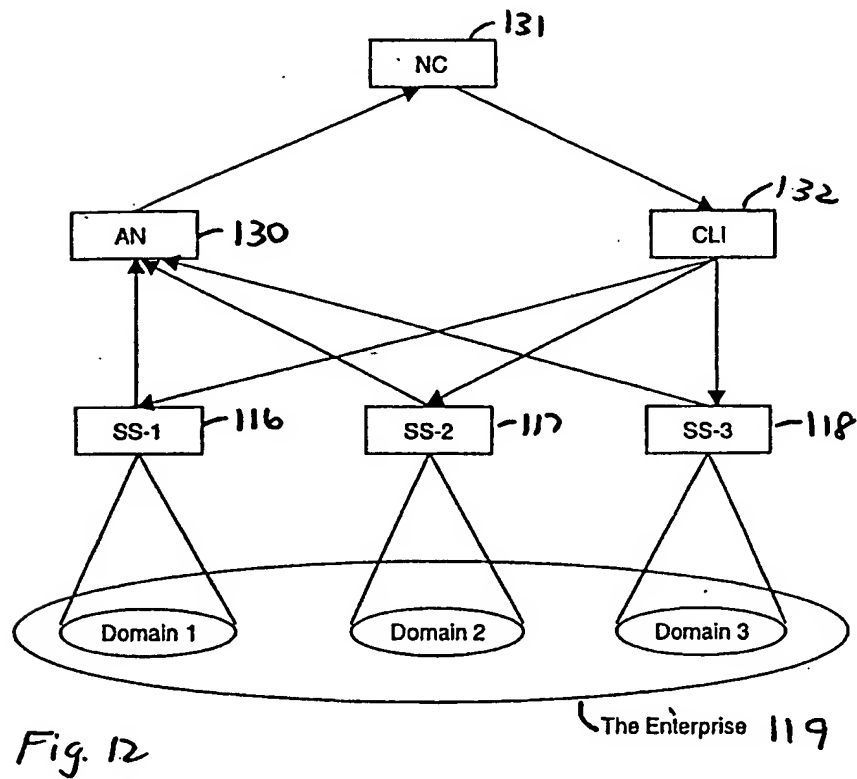 131
NC
132
AN 130
CLI
SS-1 116
SS-2 117
SS-3 118
Domain 1
Domain 2
Domain 3
The Enterprise 119
Fig. 12